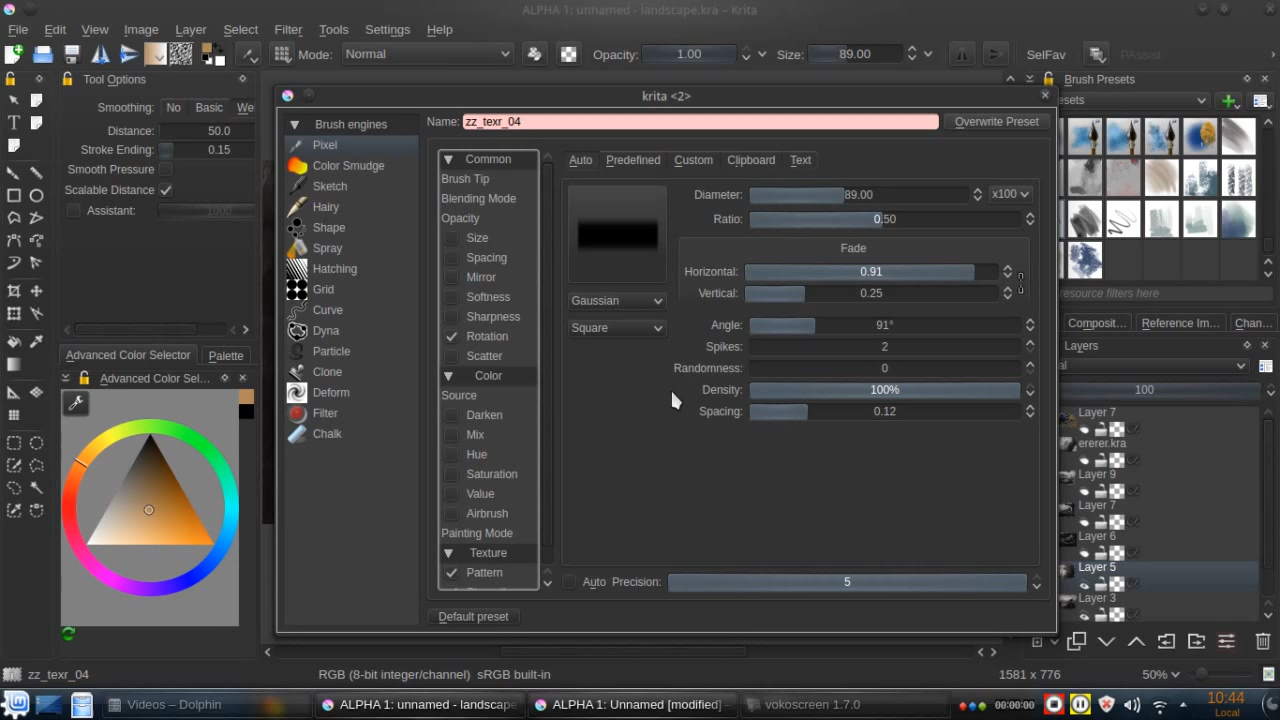 ALPHA 1: unnamed - landscape.kra – Krita
File Edit View Image Layer Select Filter Tools Settings Help
Mode: Normal Opacity: 1.00 Size: 89.00 SelFav PAssist
Tool Options
Smoothing: No Basic We
Distance: 50.0
Stroke Ending: 0.15
Smooth Pressure
Scalable Distance
Assistant: 1000
Advanced Color Selector Palette
Advanced Color Sel...
krita <2>
Brush engines
Pixel
Color Smudge
Sketch
Hairy
Shape
Spray
Hatching
Grid
Curve
Dyna
Particle
Clone
Deform
Filter
Chalk
Name: zz_texr_04 Overwrite Preset
Common
Brush Tip
Blending Mode
Opacity
Size
Spacing
Mirror
Softness
Sharpness
Rotation
Scatter
Color
Source
Darken
Mix
Hue
Saturation
Value
Airbrush
Painting Mode
Texture
Pattern
Auto Predefined Custom Clipboard Text
Gaussian
Square
Diameter: 89.00 x100
Ratio: 0.50
Fade
Horizontal: 0.91
Vertical: 0.25
Angle: 91°
Spikes: 2
Randomness: 0
Density: 100%
Spacing: 0.12
Auto Precision: 5
Default preset
Brush Presets
sets
resource filters here
Composit... Reference Im... Chan...
Layers
al
100
Layer 7
ererer.kra
Layer 9
Layer 7
Layer 6
Layer 5
Layer 3
zz_texr_04 RGB (8-bit integer/channel) sRGB built-in 1581 x 776 50%
Videos – Dolphin ALPHA 1: unnamed - landscape ALPHA 1: Unnamed [modified] – vokoscreen 1.7.0 00:00:00 10:44
Local